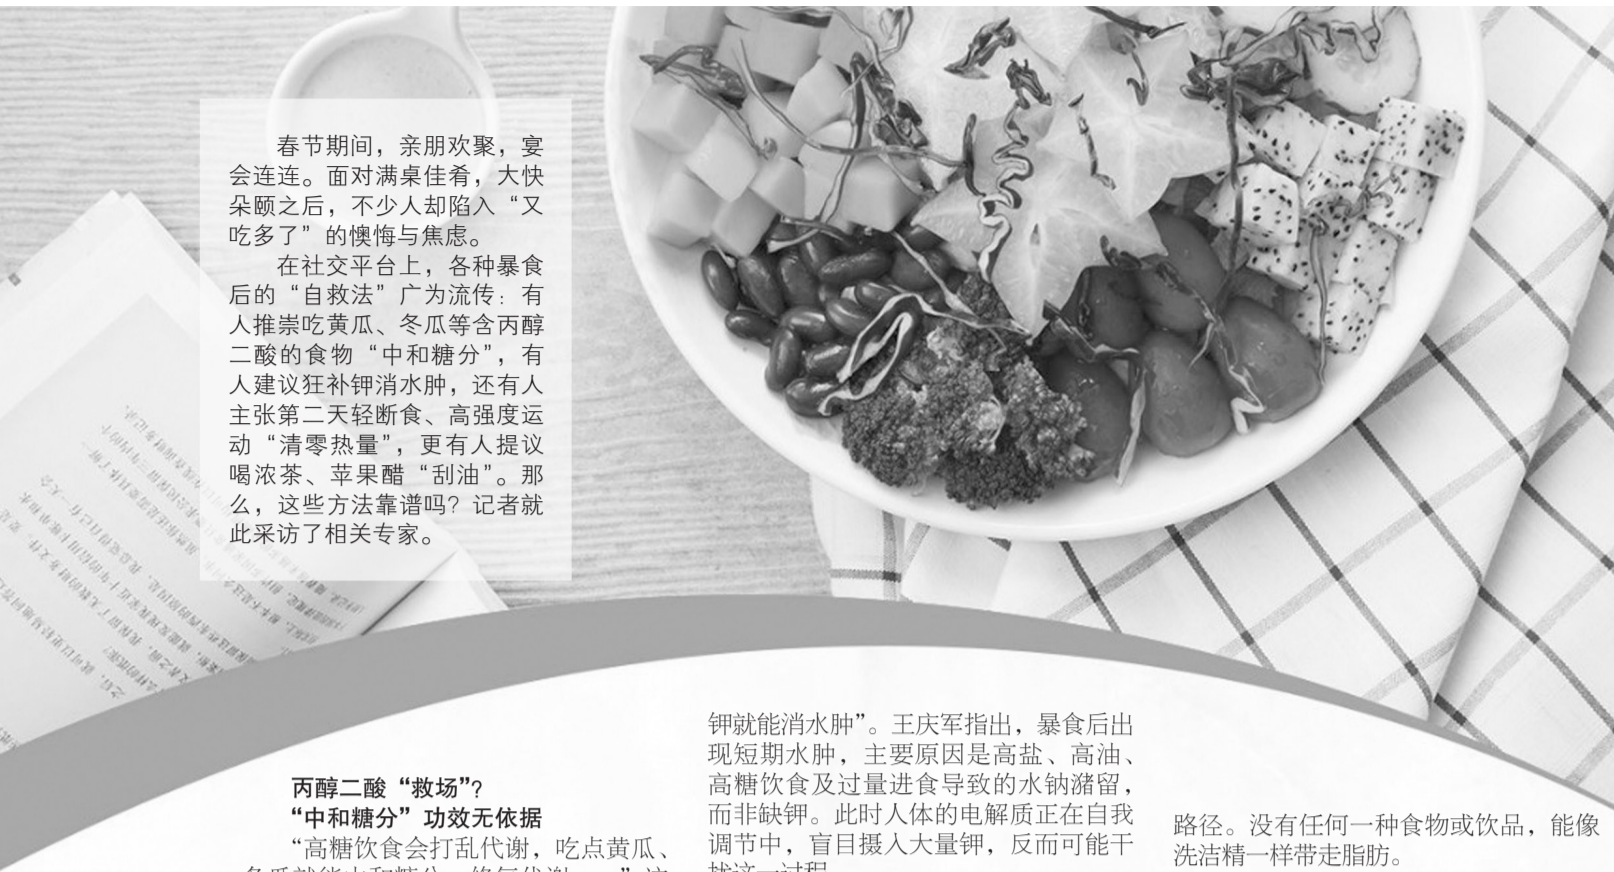 春节期间，亲朋欢聚，宴
会连连。面对满桌佳肴，大快
朵颐之后，不少人却陷入“又
吃多了”的懊悔与焦虑。
在社交平台上，各种暴食
后的“自救法”广为流传：有
人推崇吃黄瓜、冬瓜等含丙醇
二酸的食物“中和糖分”，有
人建议狂补钾消水肿，还有人
主张第二天轻断食、高强度运
动“清零热量”，更有人提议
喝浓茶、苹果醋“刮油”。那
么，这些方法靠谱吗？记者就
此采访了相关专家。
丙醇二酸“救场”？
“中和糖分”功效无依据
“高糖饮食会打乱代谢，吃点黄瓜、
钾就能消水肿”。王庆军指出，暴食后出
现短期水肿，主要原因是高盐、高油、
高糖饮食及过量进食导致的水钠潴留，
而非缺钾。此时人体的电解质正在自我
调节中，盲目摄入大量钾，反而可能干
路径。没有任何一种食物或饮品，能像
洗洁精一样带走脂肪。